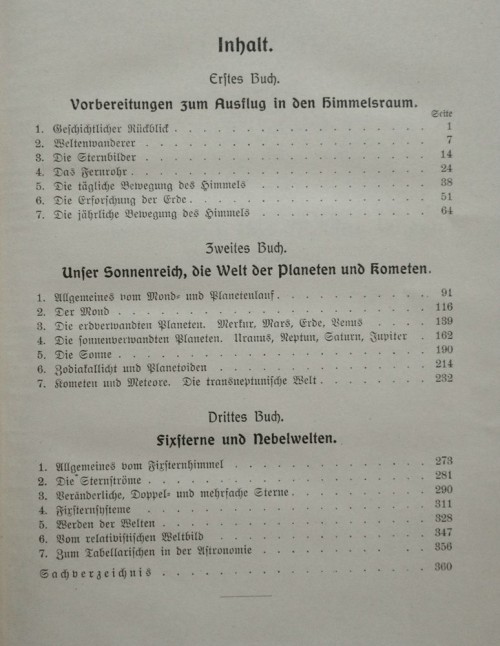 Inhalt.
Erstes Buch.
Vorbereitungen zum Ausflug in den Himmelsraum.
Seite
1. Geschichtlicher Rückblick . . . . . . . . . . . . . 1
2. Weltenwanderer . . . . . . . . . . . . . 7
3. Die Sternbilder . . . . . . . . . . . . . 14
4. Das Fernrohr . . . . . . . . . . . . . 24
5. Die tägliche Bewegung des Himmels . . . . . . . . . 38
6. Die Erforschung der Erde . . . . . . . . . . . 51
7. Die jährliche Bewegung des Himmels . . . . . . . . . 64
Zweites Buch.
Unser Sonnenreich, die Welt der Planeten und Kometen.
1. Allgemeines vom Mond- und Planetenlauf . . . . . . . . 91
2. Der Mond . . . . . . . . . . . . . 116
3. Die erdverwandten Planeten. Merkur, Mars, Erde, Venus . . . . 139
4. Die sonnenverwandten Planeten. Uranus, Neptun, Saturn, Jupiter . 162
5. Die Sonne . . . . . . . . . . . . . 190
6. Zodiakallicht und Planetoiden . . . . . . . . . . 214
7. Kometen und Meteore. Die transneptunische Welt . . . . . . 232
Drittes Buch.
Fixsterne und Nebelwelten.
1. Allgemeines vom Fixsternhimmel . . . . . . . . . . 273
2. Die Sternströme . . . . . . . . . . . . . 281
3. Veränderliche, Doppel- und mehrfache Sterne . . . . . . . 290
4. Fixsternsysteme . . . . . . . . . . . . . 311
5. Werden der Welten . . . . . . . . . . . . 328
6. Vom relativistischen Weltbild . . . . . . . . . . 347
7. Zum Tabellarischen in der Astronomie . . . . . . . . 356
Sachverzeichnis . . . . . . . . . . . . . 360